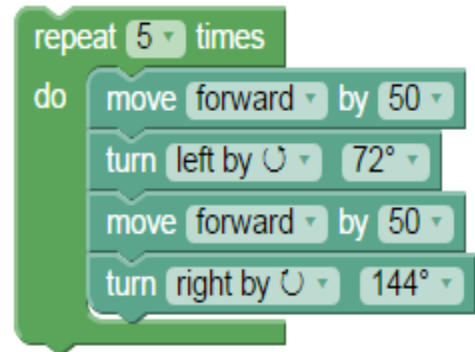 repeat 5 times
do move forward by 50
turn left by ↺ 72°
move forward by 50
turn right by ↻ 144°